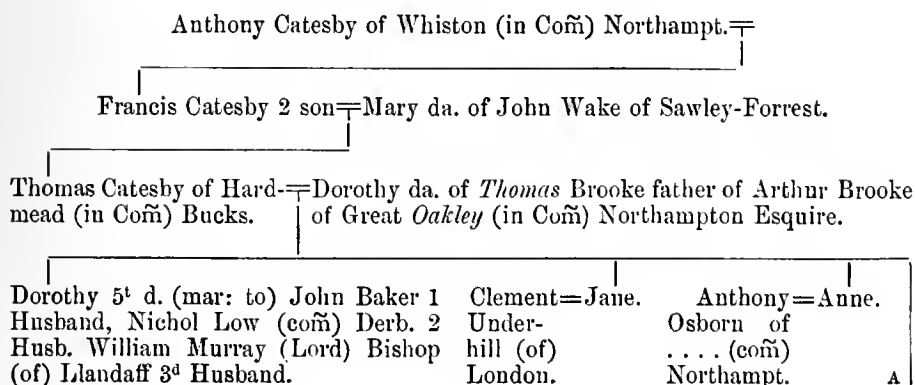 Anthony Catesby of Whiston (in Com̃) Northampt.=
Francis Catesby 2 son=Mary da. of John Wake of Sawley-Forrest.
Thomas Catesby of Hard-=Dorothy da. of Thomas Brooke father of Arthur Brooke
mead (in Com̃) Bucks. of Great Oakley (in Com̃) Northampton Esquire.
Dorothy 5ᵗ d. (mar: to) John Baker 1
Husband, Nichol Low (com̃) Derb. 2
Husb. William Murray (Lord) Bishop
(of) Llandaff 3ᵈ Husband.
Clement=Jane.
Under-
hill (of)
London.
Anthony=Anne.
Osborn of
. . . . (com̃)
Northampt.
A